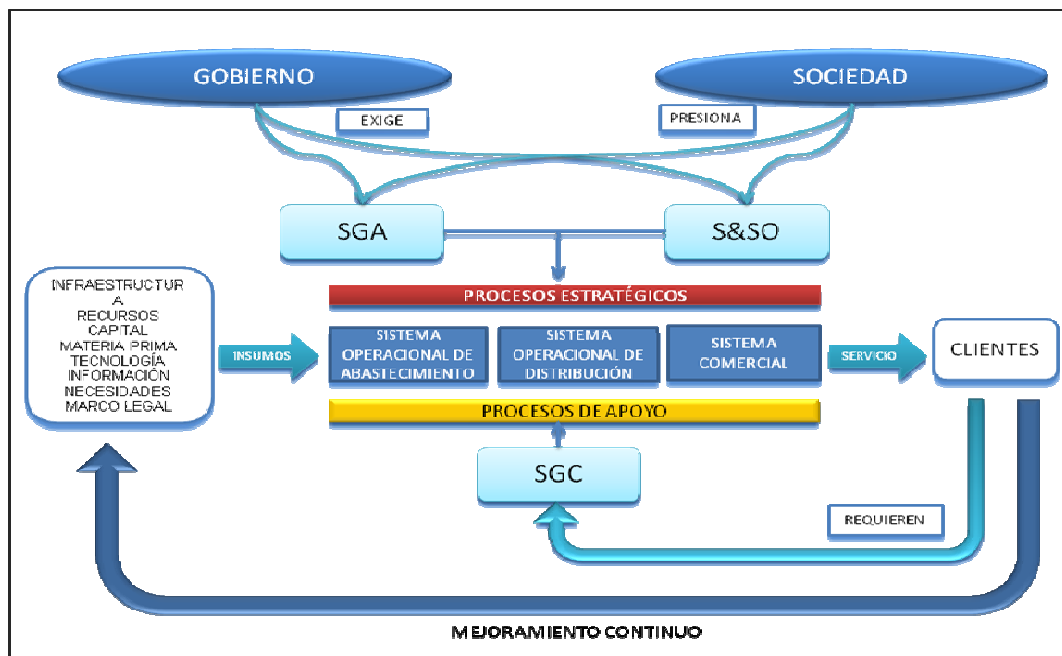 GOBIERNO
SOCIEDAD
EXIGE
PRESIONA
SGA
S&SO
PROCESOS ESTRATÉGICOS
INFRAESTRUCTUR
A
RECURSOS
CAPITAL
MATERIA PRIMA
TECNOLOGÍA
INFORMACIÓN
NECESIDADES
MARCO LEGAL
INSUMOS
SISTEMA
OPERACIONAL DE
ABASTECIMIENTO
SISTEMA
OPERACIONAL DE
DISTRIBUCIÓN
SISTEMA
COMERCIAL
SERVICIO
CLIENTES
PROCESOS DE APOYO
SGC
REQUIEREN
MEJORAMIENTO CONTINUO